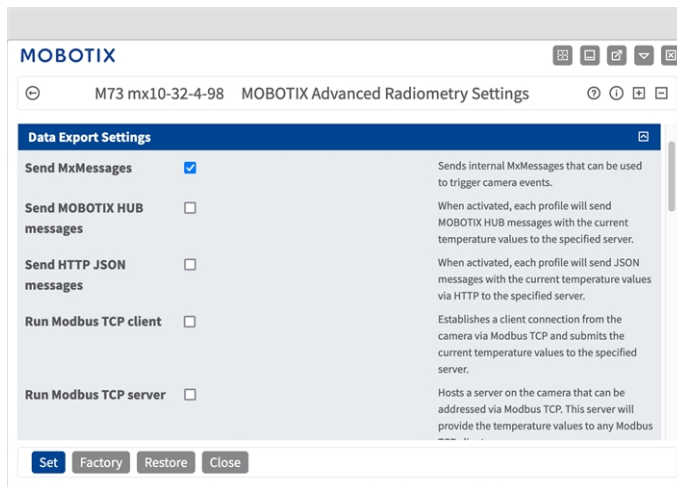 MOBOTIX
M73 mx10-32-4-98 MOBOTIX Advanced Radiometry Settings
Data Export Settings
Send MxMessages
Sends internal MxMessages that can be used
to trigger camera events.
Send MOBOTIX HUB
messages
When activated, each profile will send
MOBOTIX HUB messages with the current
temperature values to the specified server.
Send HTTP JSON
messages
When activated, each profile will send JSON
messages with the current temperature values
via HTTP to the specified server.
Run Modbus TCP client
Establishes a client connection from the
camera via Modbus TCP and submits the
current temperature values to the specified
server.
Run Modbus TCP server
Hosts a server on the camera that can be
addressed via Modbus TCP. This server will
provide the temperature values to any Modbus
Set Factory Restore Close